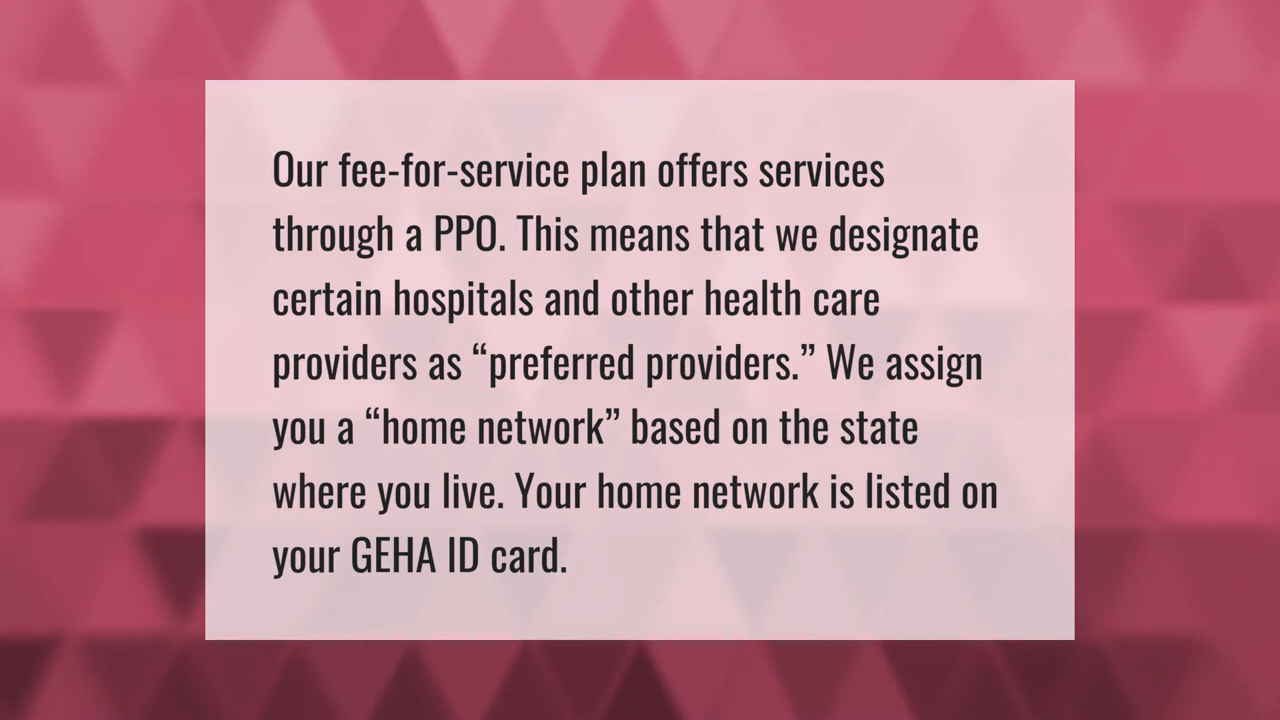 Our fee-for-service plan offers services
through a PPO. This means that we designate
certain hospitals and other health care
providers as “preferred providers.” We assign
you a “home network” based on the state
where you live. Your home network is listed on
your GEHA ID card.